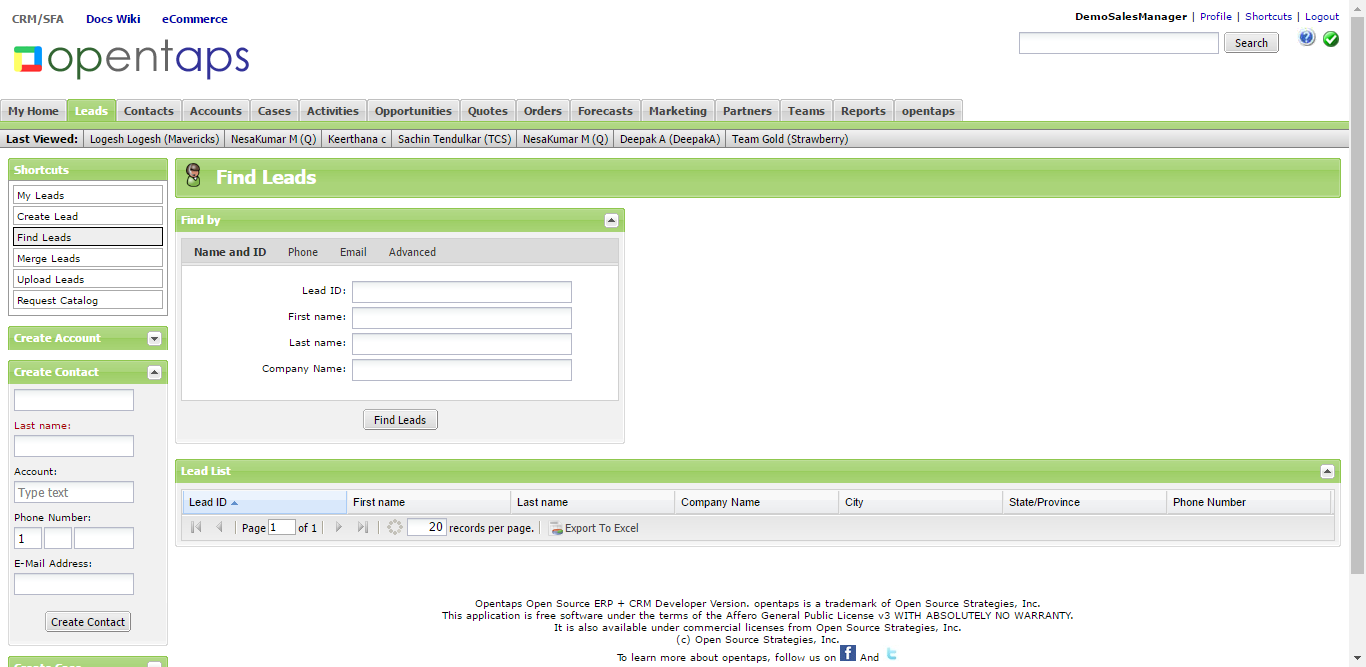 CRM/SFA Docs Wiki eCommerce
DemoSalesManager | Profile | Shortcuts | Logout
opentaps
Search
My Home Leads Contacts Accounts Cases Activities Opportunities Quotes Orders Forecasts Marketing Partners Teams Reports opentaps
Last Viewed: Logesh Logesh (Mavericks) NesaKumar M (Q) Keerthana c Sachin Tendulkar (TCS) NesaKumar M (Q) Deepak A (DeepakA) Team Gold (Strawberry)
Shortcuts
My Leads
Create Lead
Find Leads
Merge Leads
Upload Leads
Request Catalog
Create Account
Create Contact
Last name:
Account:
Type text
Phone Number:
1
E-Mail Address:
Create Contact
Create Case
Find Leads
Find by
Name and ID Phone Email Advanced
Lead ID:
First name:
Last name:
Company Name:
Find Leads
Lead List
Lead ID First name Last name Company Name City State/Province Phone Number
Page 1 of 1 20 records per page. Export To Excel
Opentaps Open Source ERP + CRM Developer Version. opentaps is a trademark of Open Source Strategies, Inc.
This application is free software under the terms of the Affero General Public License v3 WITH ABSOLUTELY NO WARRANTY.
It is also available under commercial licenses from Open Source Strategies, Inc.
(c) Open Source Strategies, Inc.
To learn more about opentaps, follow us on f And t